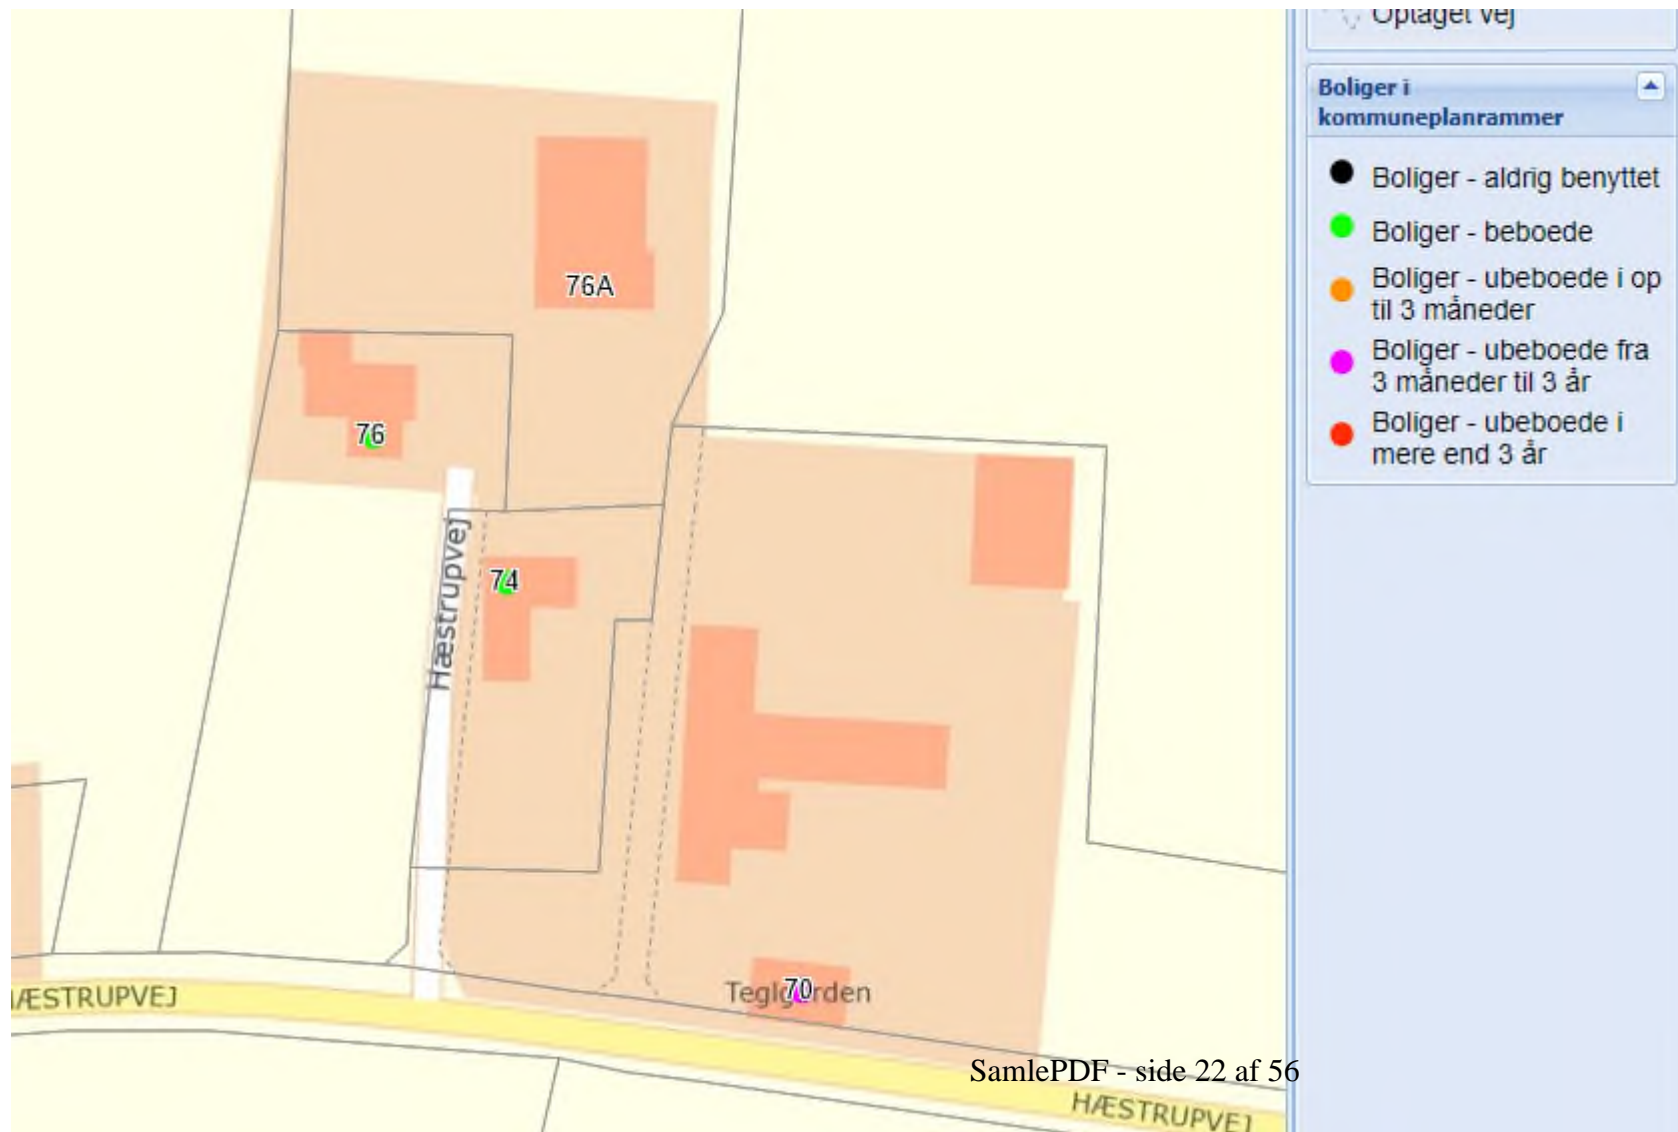 Optaget vej
Boliger i
kommuneplanrammer
Boliger - aldrig benyttet
Boliger - beboede
Boliger - ubeboede i op
til 3 måneder
Boliger - ubeboede fra
3 måneder til 3 år
Boliger - ubeboede i
mere end 3 år
76A
76
Hæstrupvej
74
70
ÆSTRUPVEJ
SamlePDF - side 22 af 56
HÆSTRUPVEJ